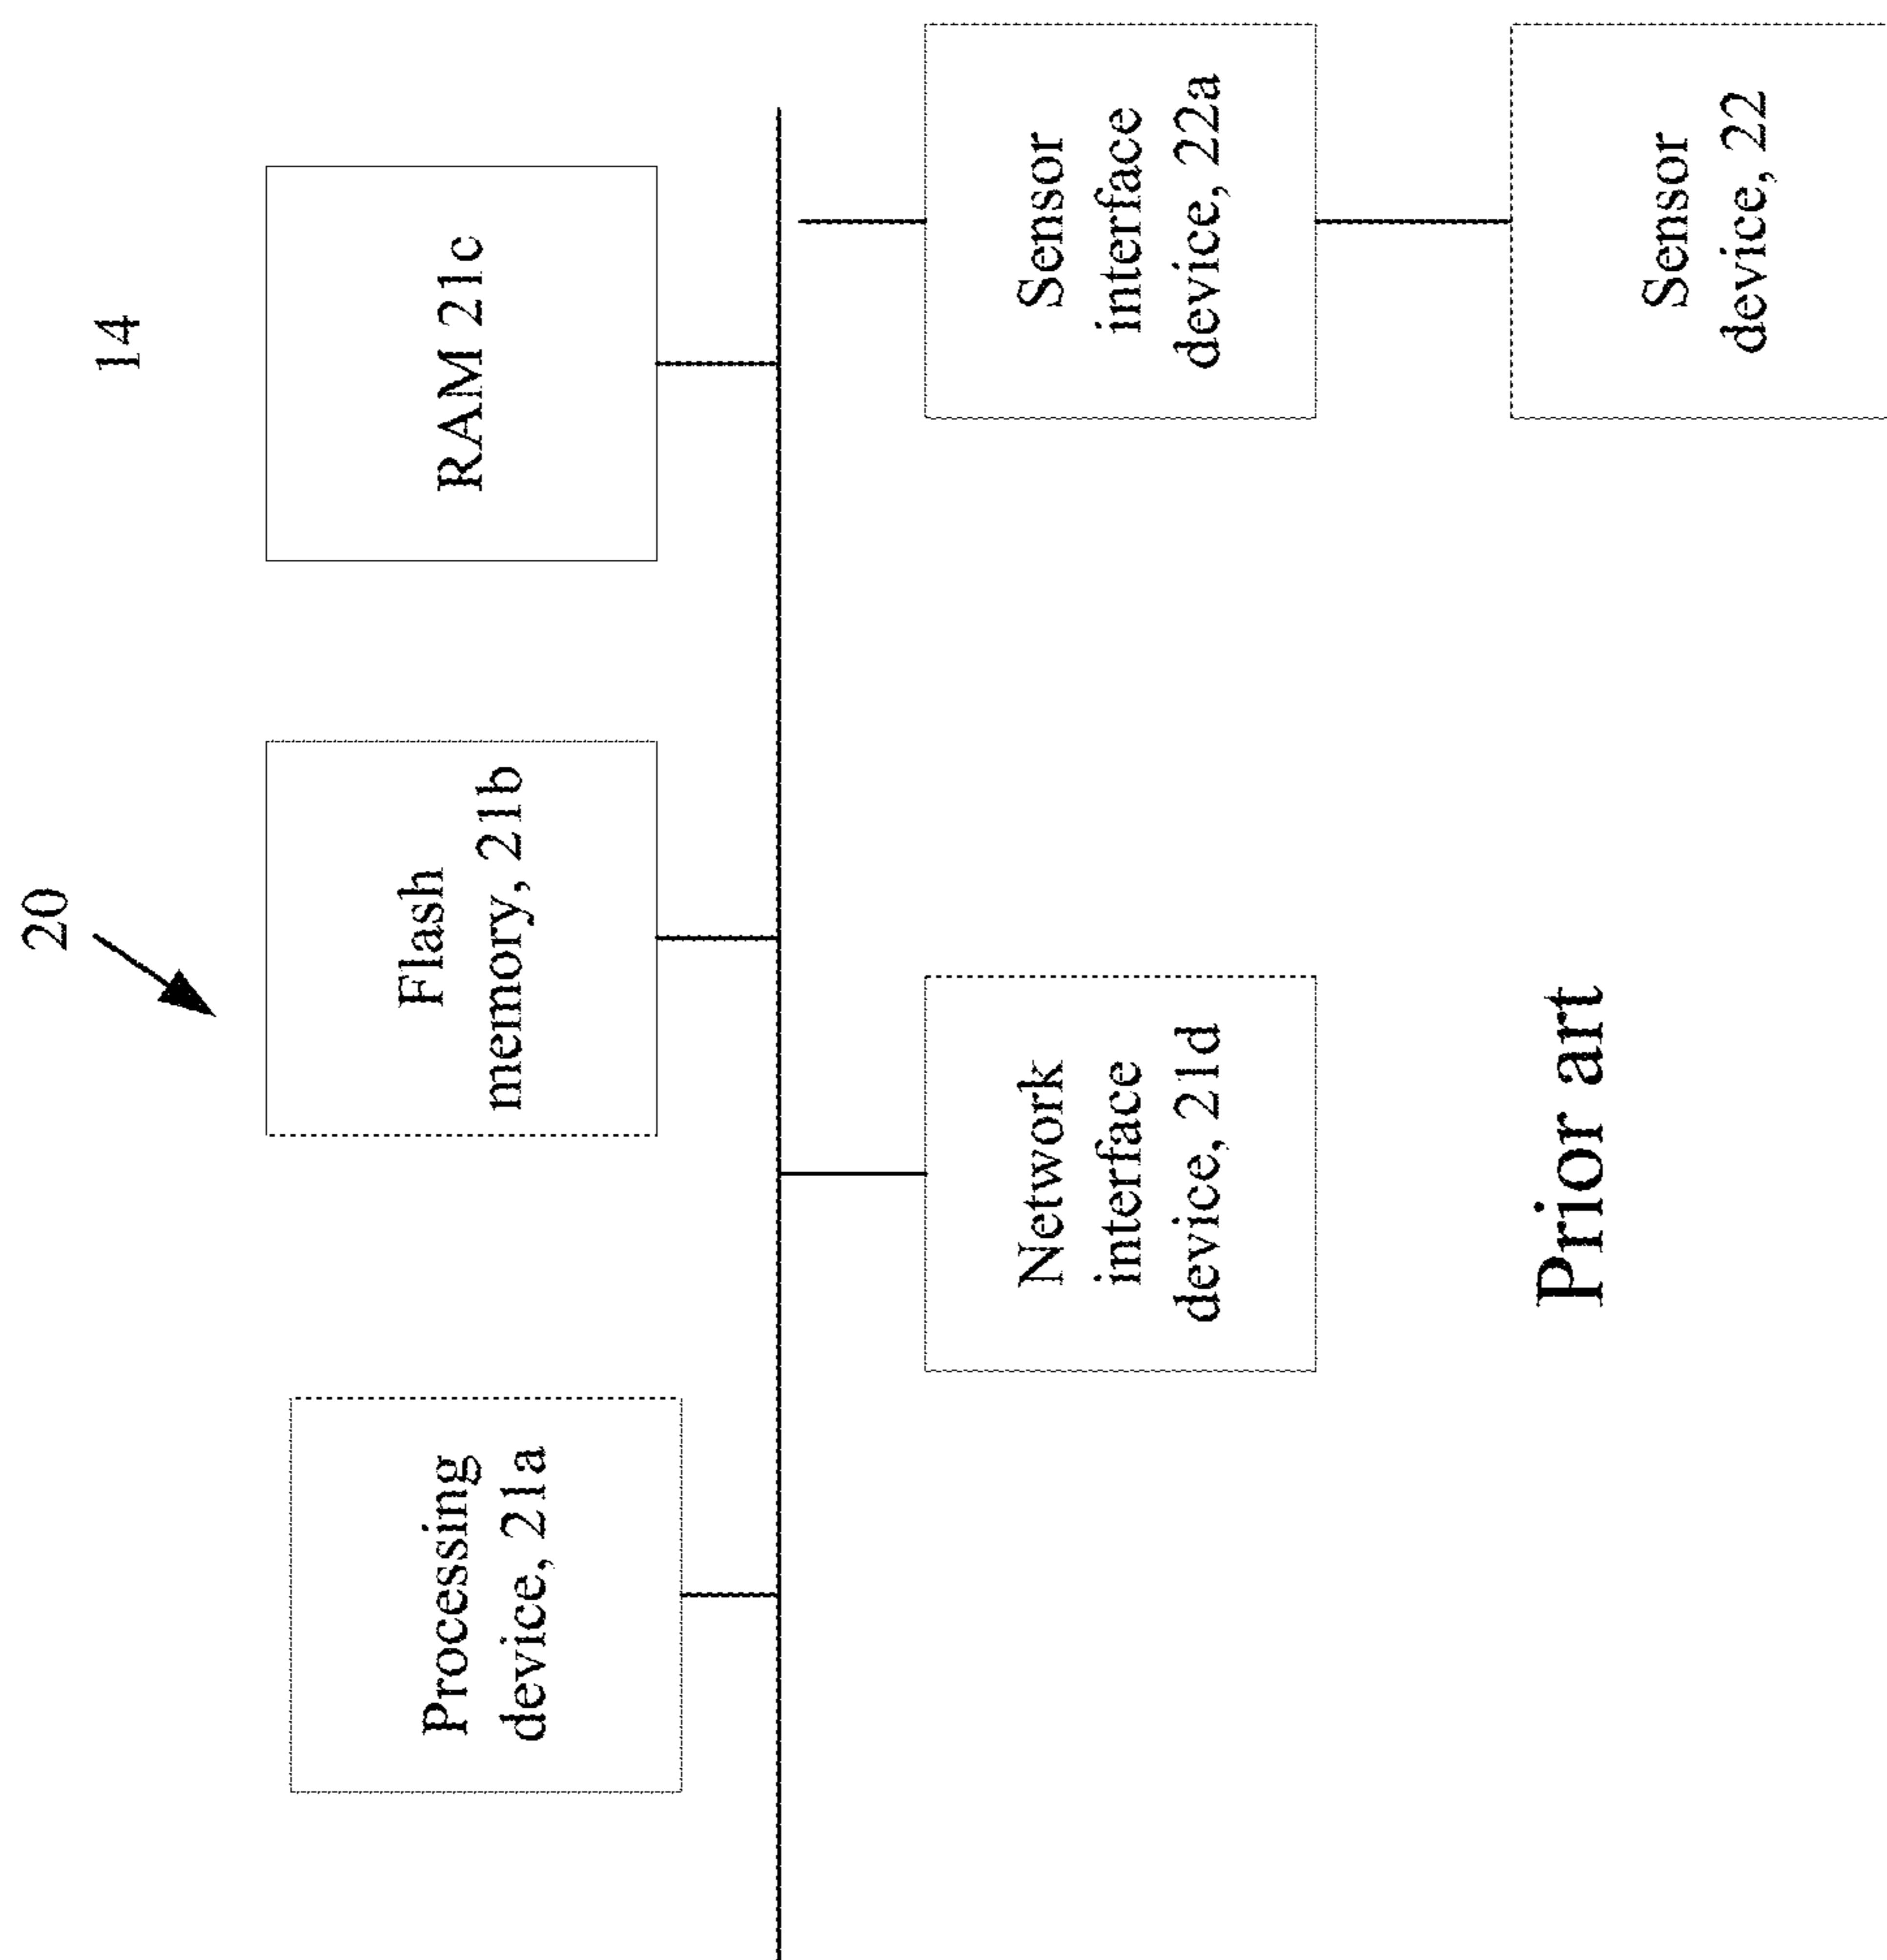 20
14
Processing
device, 21a
Flash
memory, 21b
RAM 21c
Network
interface
device, 21d
Sensor
interface
device, 22a
Prior art
Sensor
device, 22